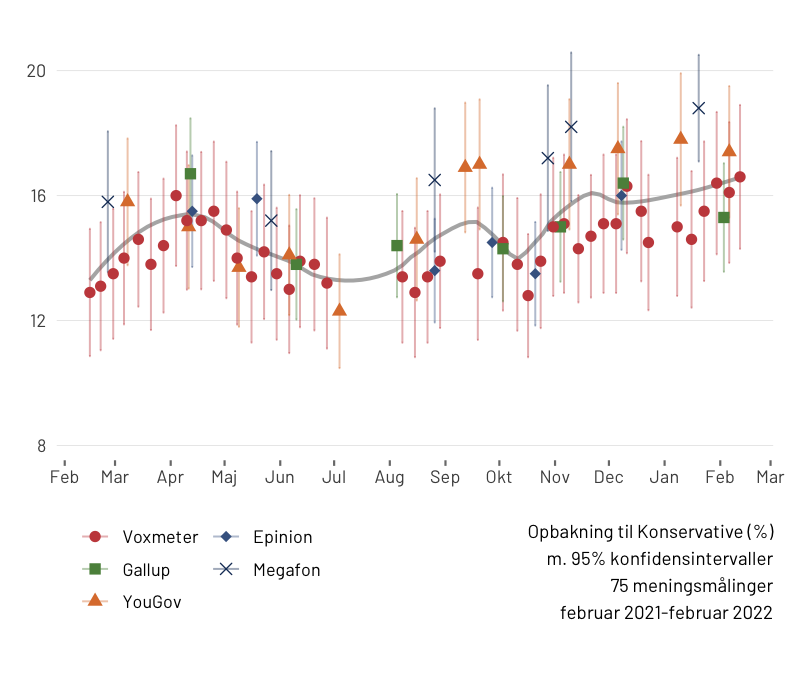 20
16
12
8
Feb Mar Apr Maj Jun Jul Aug Sep Okt Nov Dec Jan Feb Mar
Voxmeter Epinion
Gallup Megafon
YouGov
Opbakning til Konservative (%)
m. 95% konfidensintervaller
75 meningsmålinger
februar 2021-februar 2022